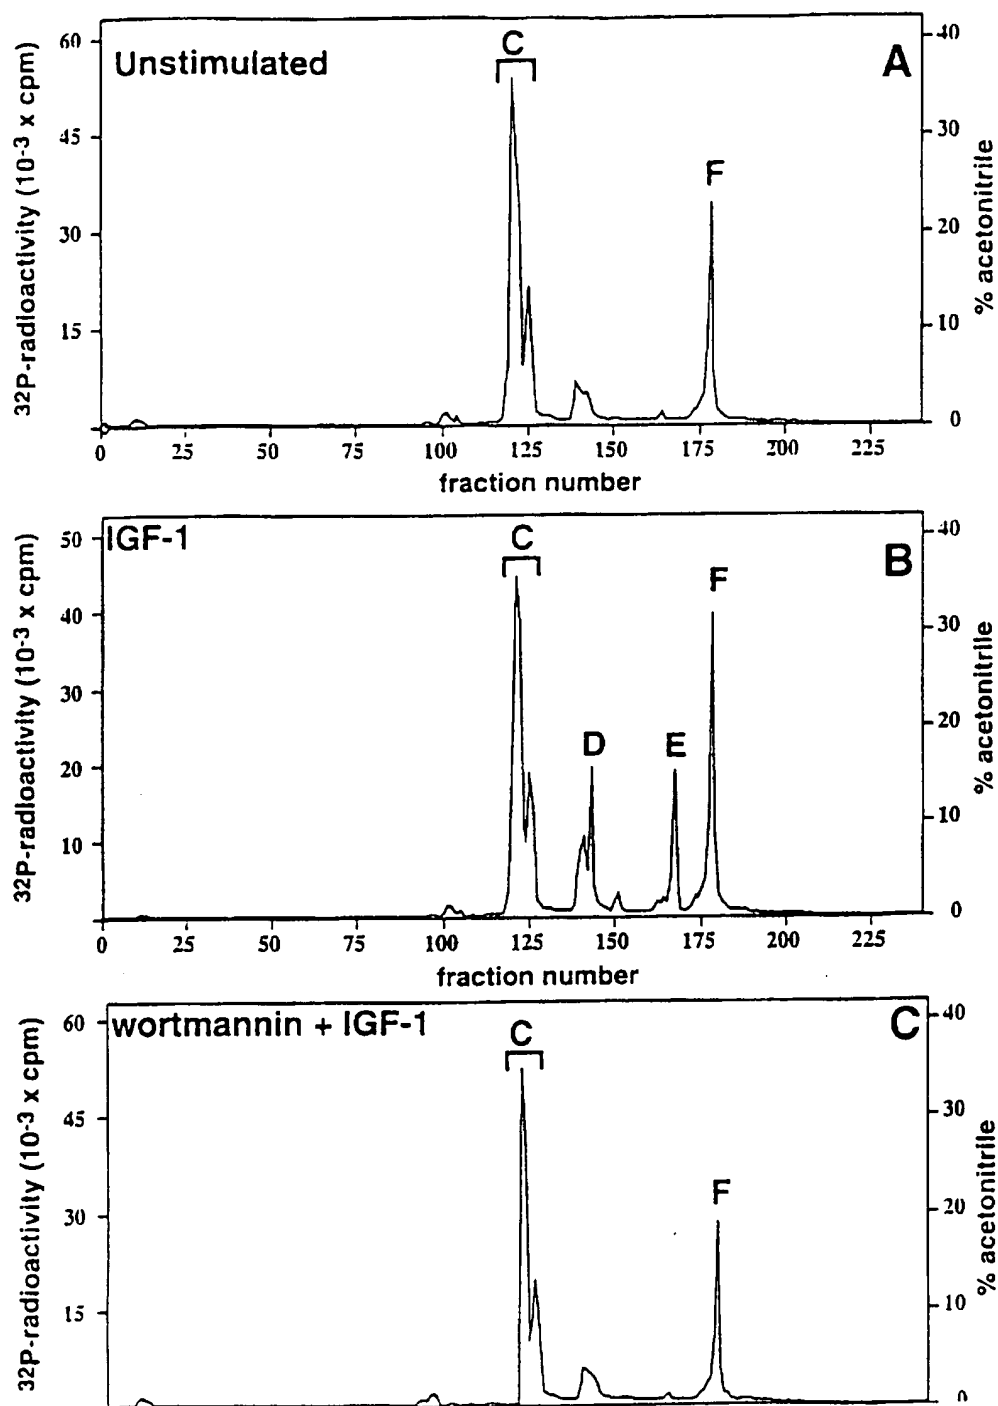 Unstimulated
C
A
F
32P-radioactivity (10-3 x cpm)
60
45
30
15
40
30
20
10
0
% acetonitrile
0 25 50 75 100 125 150 175 200 225
fraction number
IGF-1
C
B
F
D
E
32P-radioactivity (10-3 x cpm)
50
40
30
20
10
40
30
20
10
0
% acetonitrile
0 25 50 75 100 125 150 175 200 225
fraction number
wortmannin + IGF-1
C
C
F
32P-radioactivity (10-3 x cpm)
60
45
30
15
40
30
20
10
0
% acetonitrile